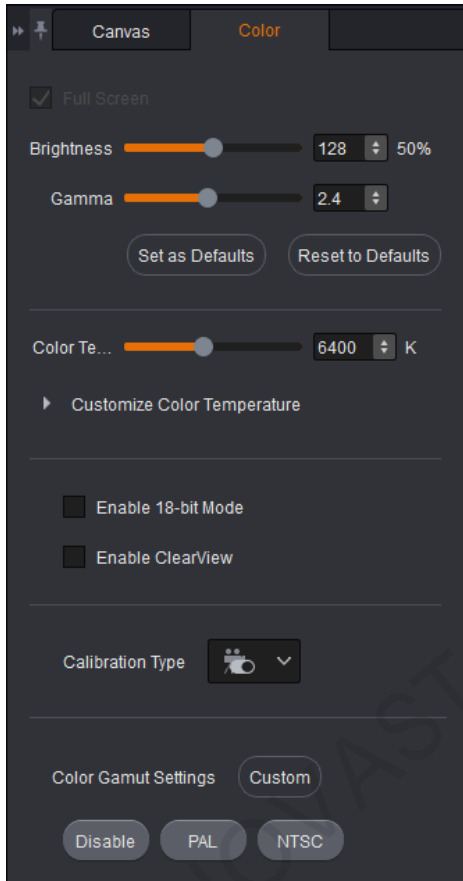 Canvas
Color
Full Screen
Brightness 128 50%
Gamma 2.4
Set as Defaults Reset to Defaults
Color Te... 6400 K
Customize Color Temperature
Enable 18-bit Mode
Enable ClearView
Calibration Type
Color Gamut Settings Custom
Disable PAL NTSC